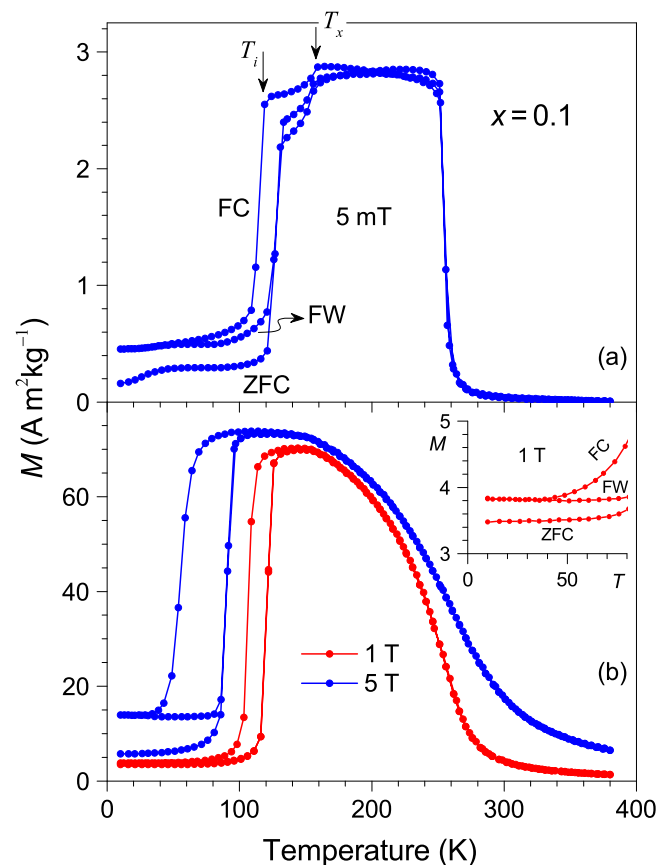 T_i
T_x
x = 0.1
FC
5 mT
FW
ZFC
(a)
3
2
1
0
M (A m²kg⁻¹)
5
M
4
3
1 T
FC
FW
ZFC
0
50
T
80
60
40
20
0
1 T
5 T
(b)
0
100
200
300
400
Temperature (K)